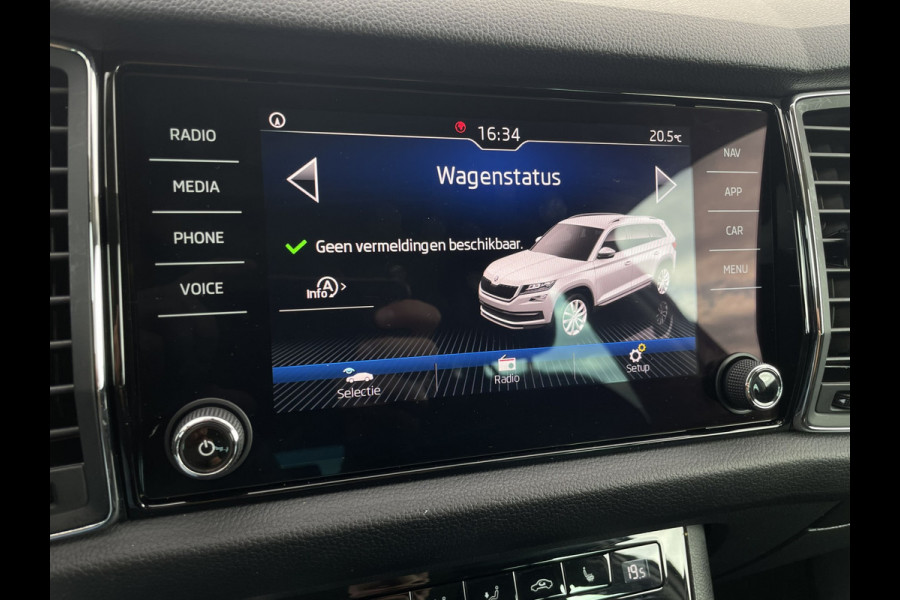 RADIO
MEDIA
PHONE
VOICE
16:34
20.5°C
Wagenstatus
Geen vermeldingen beschikbaar.
Info
A
Selectie
Radio
Setup
NAV
APP
CAR
MENU
19.5